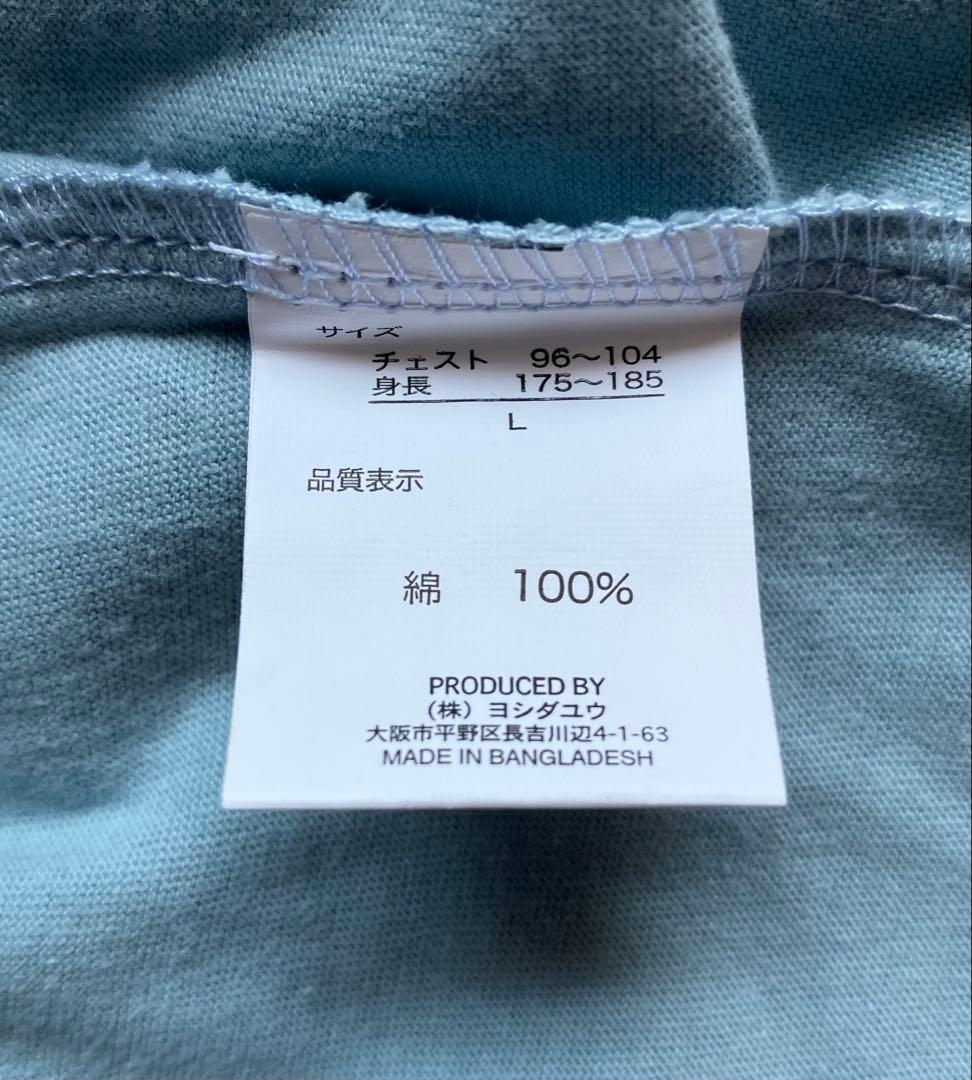 サイズ
チェスト 96〜104
身長 175〜185
L
品質表示
綿 100%
PRODUCED BY
(株) ヨシダユウ
大阪市平野区長吉川辺4-1-63
MADE IN BANGLADESH